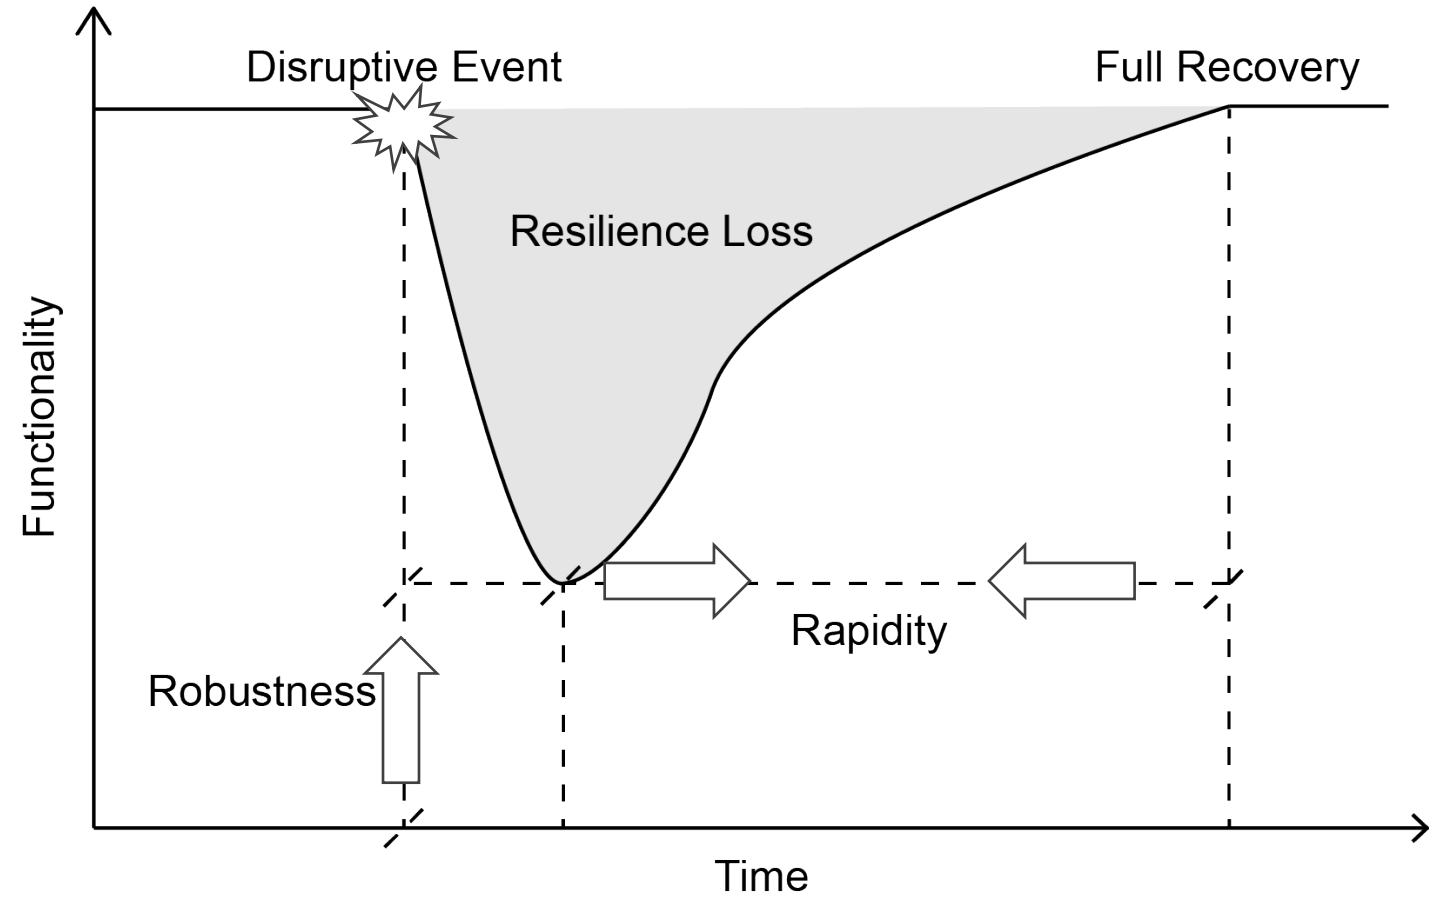 Disruptive Event
Full Recovery
Resilience Loss
Functionality
Rapidity
Robustness
Time